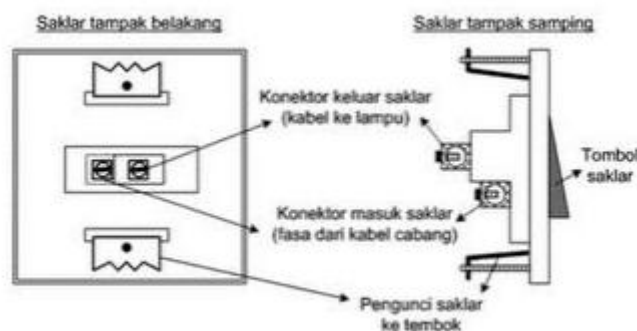 Saklar tampak belakang
Saklar tampak samping
Konektor keluar saklar
(kabel ke lampu)
Tombol
saklar
Konektor masuk saklar
(fasa dari kabel cabang)
Pengunci saklar
ke tembok